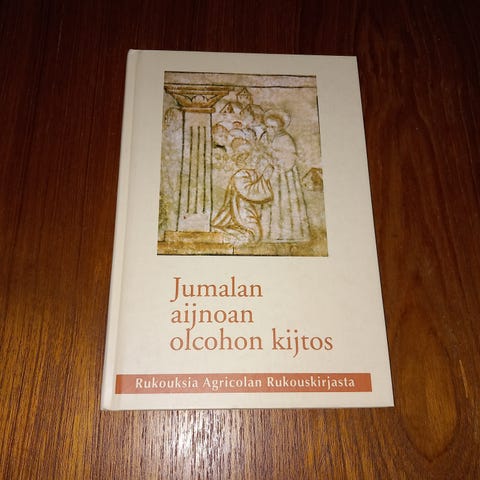 Jumalan
aijnoan
olcohon kijtos
Rukouksia Agricolan Rukouskirjasta